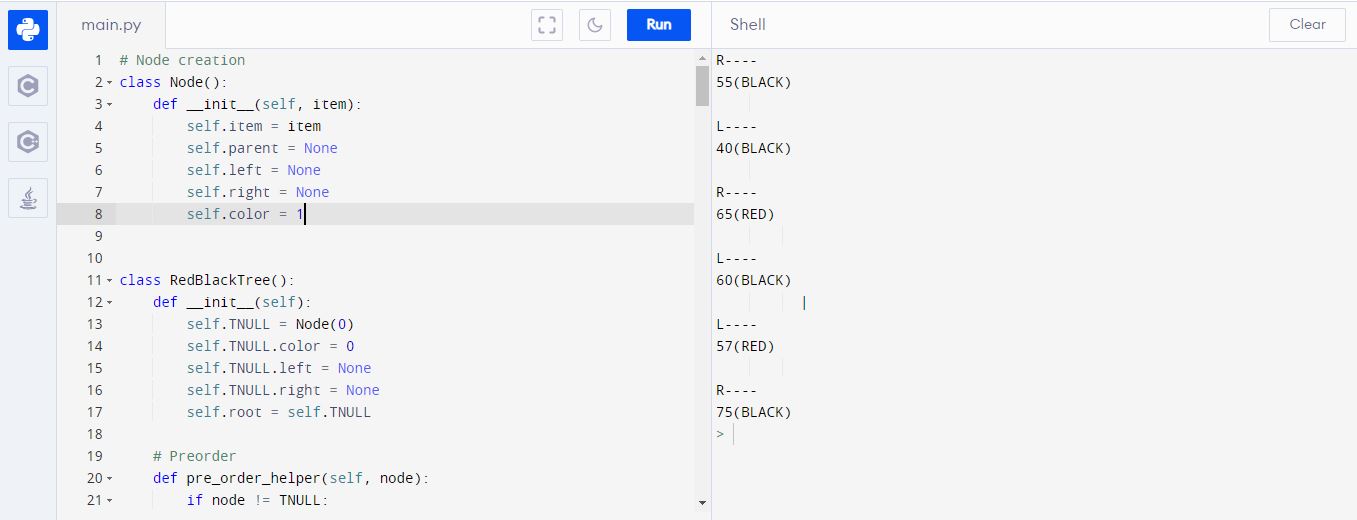 main.py
Run
1 # Node creation
2 class Node():
3     def __init__(self, item):
4         self.item = item
5         self.parent = None
6         self.left = None
7         self.right = None
8         self.color = 1
9
10
11 class RedBlackTree():
12     def __init__(self):
13         self.TNULL = Node(0)
14         self.TNULL.color = 0
15         self.TNULL.left = None
16         self.TNULL.right = None
17         self.root = self.TNULL
18
19     # Preorder
20     def pre_order_helper(self, node):
21         if node != TNULL:
Shell
Clear
R----
55(BLACK)
L----
40(BLACK)
R----
65(RED)
L----
60(BLACK)
L----
57(RED)
R----
75(BLACK)
>